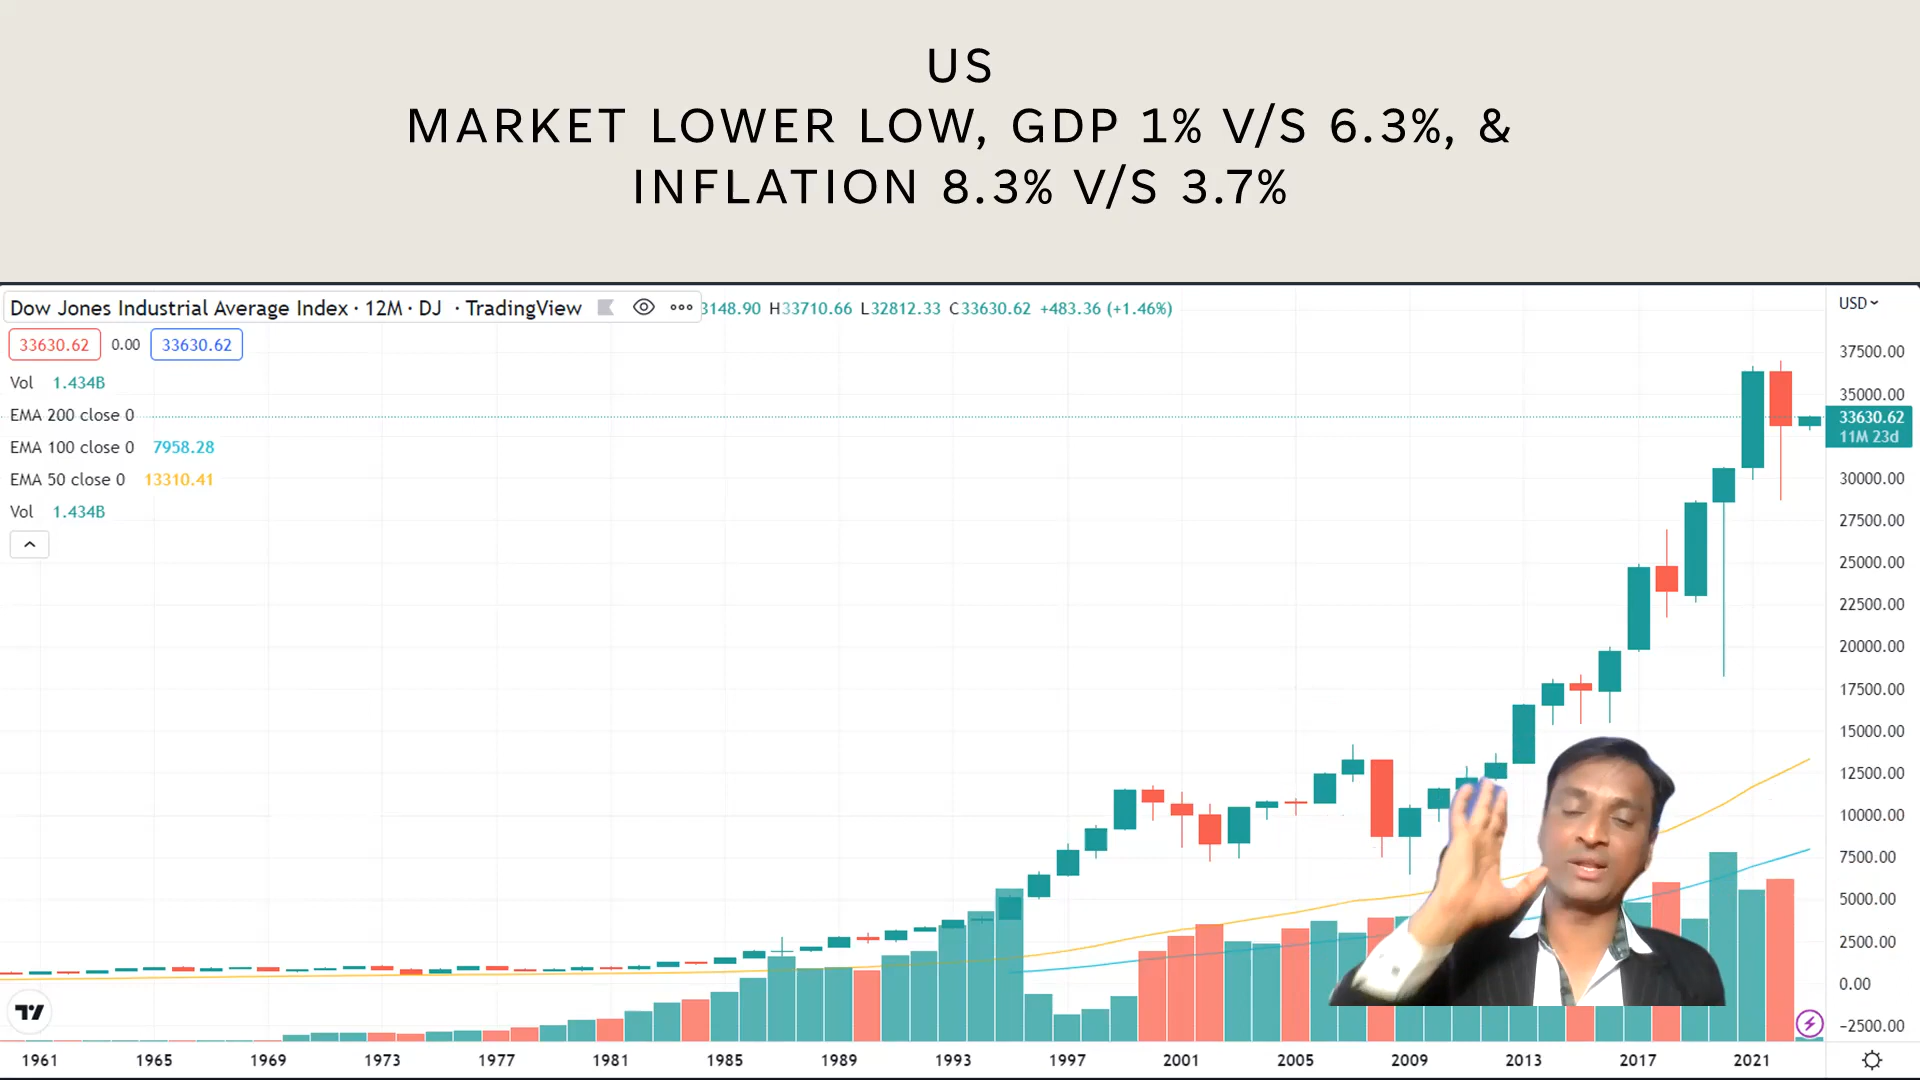 US
MARKET LOWER LOW, GDP 1% V/S 6.3%, &
INFLATION 8.3% V/S 3.7%
Dow Jones Industrial Average Index · 12M · DJ · TradingView 3148.90 H33710.66 L32812.33 C33630.62 +483.36 (+1.46%)
USD
33630.62 0.00 33630.62
Vol 1.434B
EMA 200 close 0
EMA 100 close 0 7958.28
EMA 50 close 0 13310.41
Vol 1.434B
37500.00
35000.00
33630.62
11M 23d
30000.00
27500.00
25000.00
22500.00
20000.00
17500.00
15000.00
12500.00
10000.00
7500.00
5000.00
2500.00
0.00
−2500.00
1961 1965 1969 1973 1977 1981 1985 1989 1993 1997 2001 2005 2009 2013 2017 2021